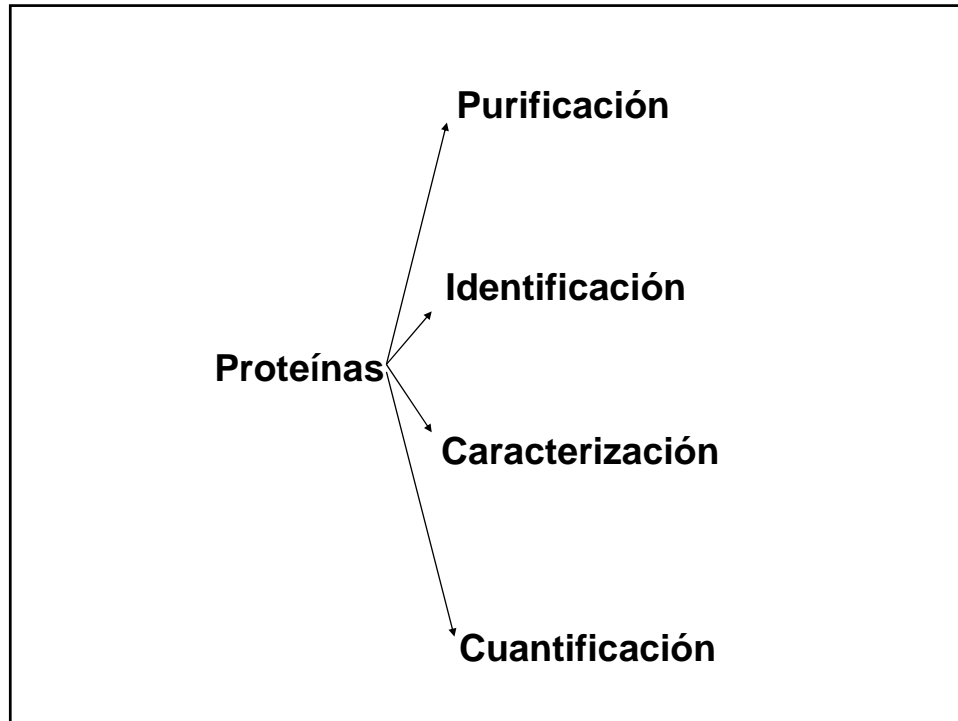 Purificación
Identificación
Proteínas
Caracterización
Cuantificación